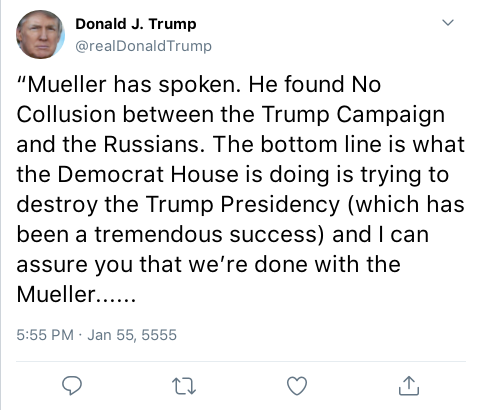 Donald J. Trump
@realDonaldTrump
“Mueller has spoken. He found No
Collusion between the Trump Campaign
and the Russians. The bottom line is what
the Democrat House is doing is trying to
destroy the Trump Presidency (which has
been a tremendous success) and I can
assure you that we’re done with the
Mueller......
5:55 PM · Jan 55, 5555